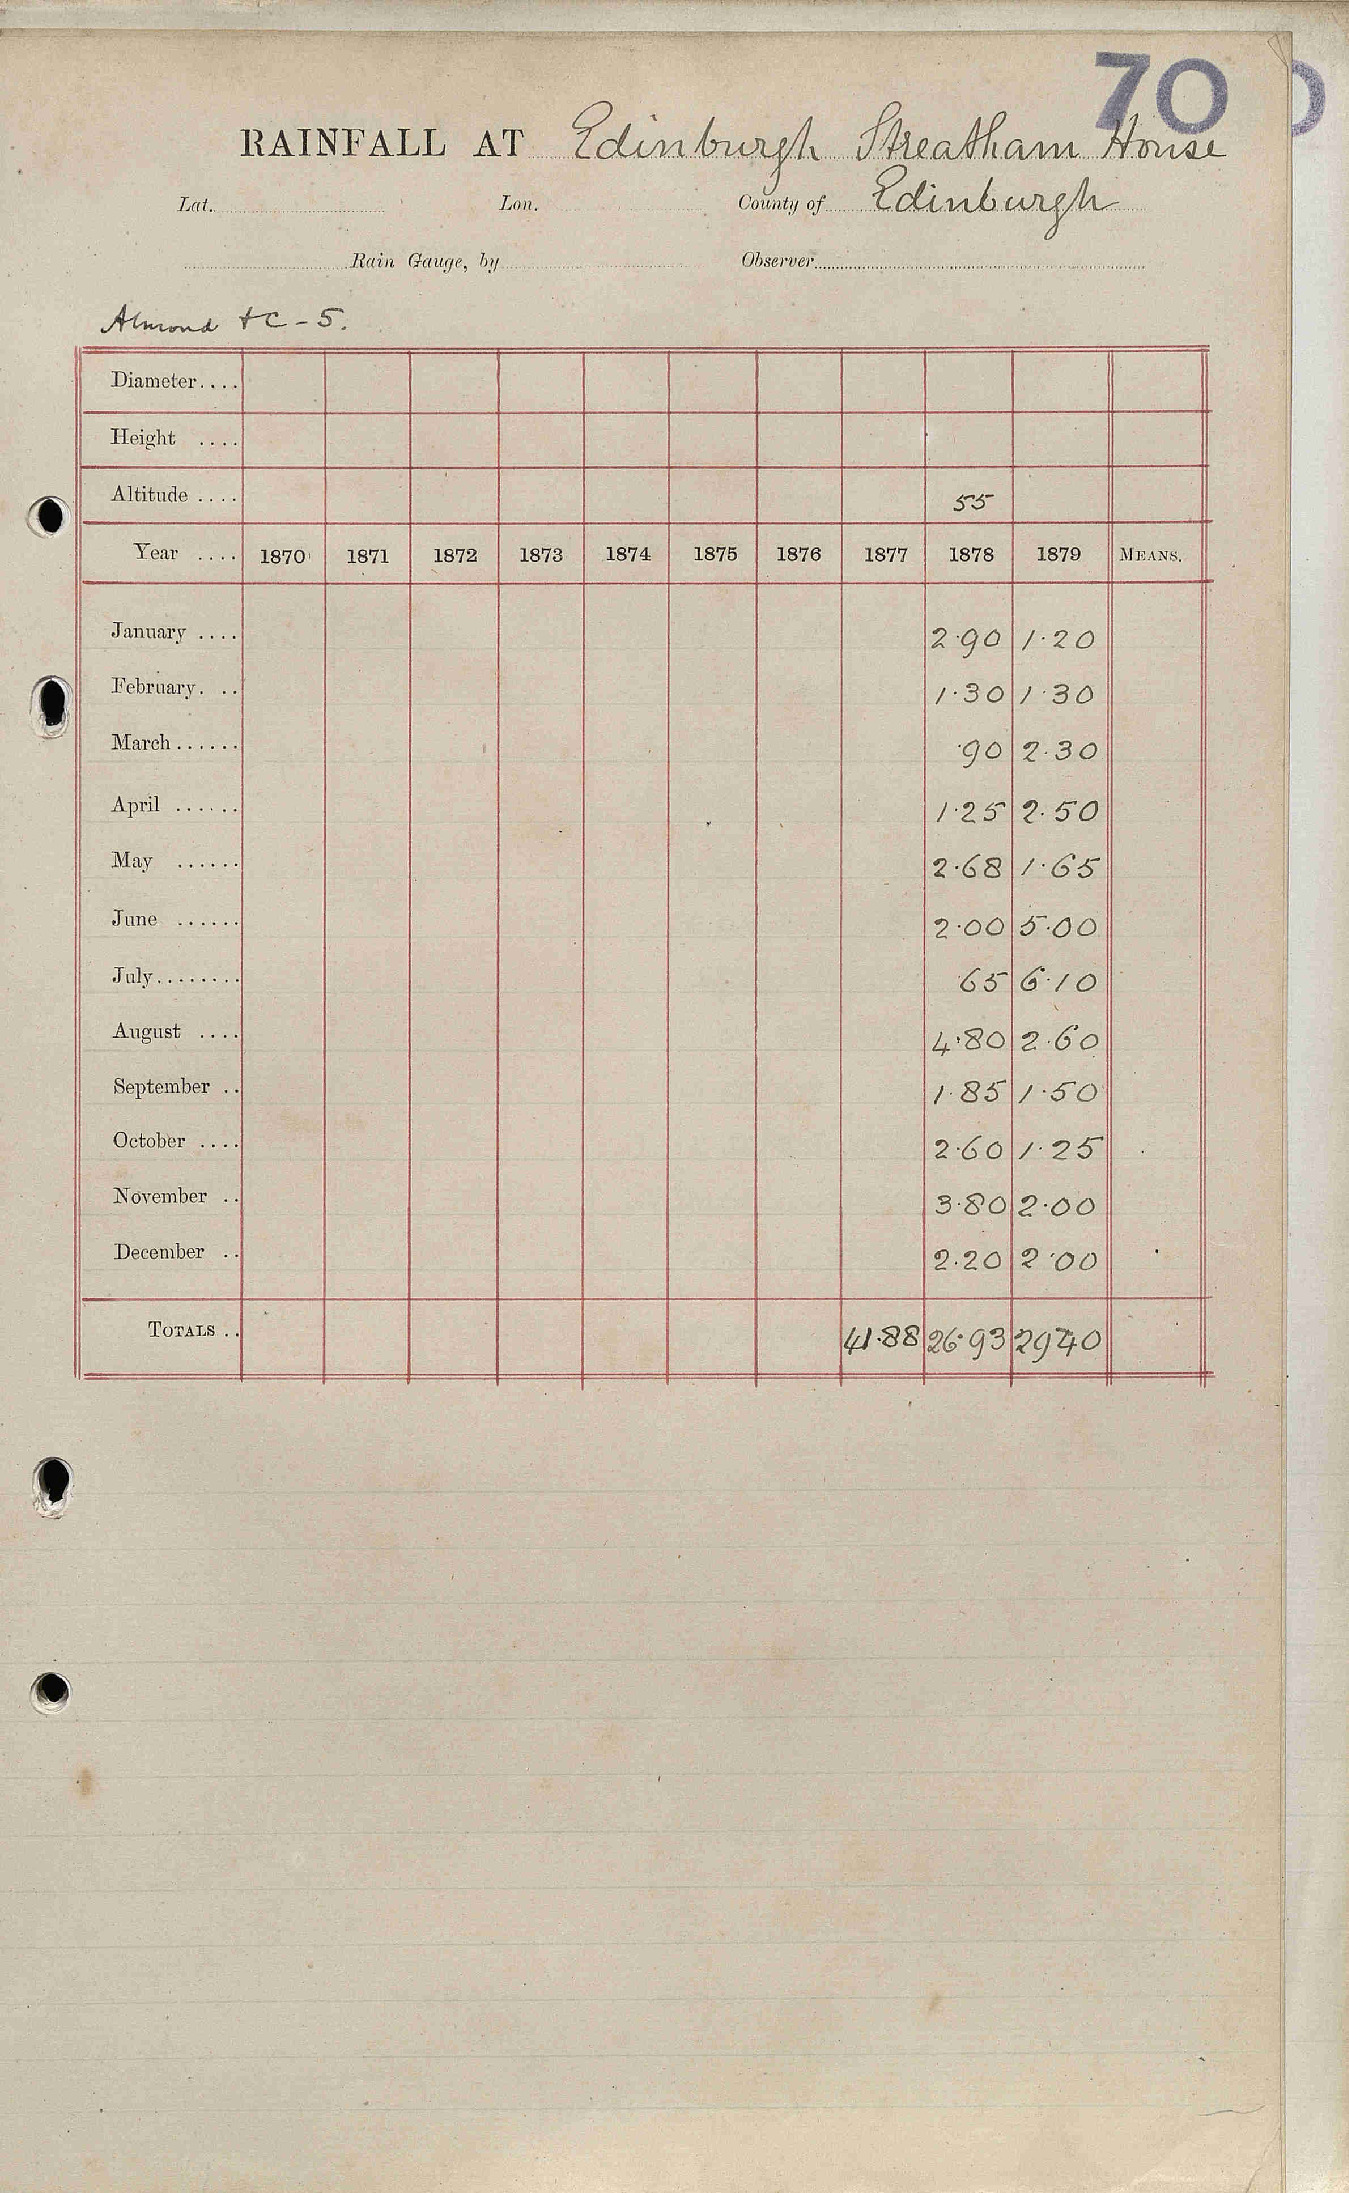 70
RAINFALL AT Edinburgh Streatham House
Lat. Lon. County of Edinburgh
Rain Gauge, by Observer
Almond + C - 5.
Diameter....
Height ....
Altitude .... 55
Year .... 1870 1871 1872 1873 1874 1875 1876 1877 1878 1879 MEANS.
January .... 2·90 1·20
February. .. 1·30 1·30
March...... ·90 2·30
April ...... 1·25 2·50
May ...... 2·68 1·65
June ...... 2·00 5·00
July........ ·65 6·10
August .... 4·80 2·60
September .. 1·85 1·50
October .... 2·60 1·25
November .. 3·80 2·00
December .. 2·20 2·00
TOTALS .. 41·88 26·93 29·40